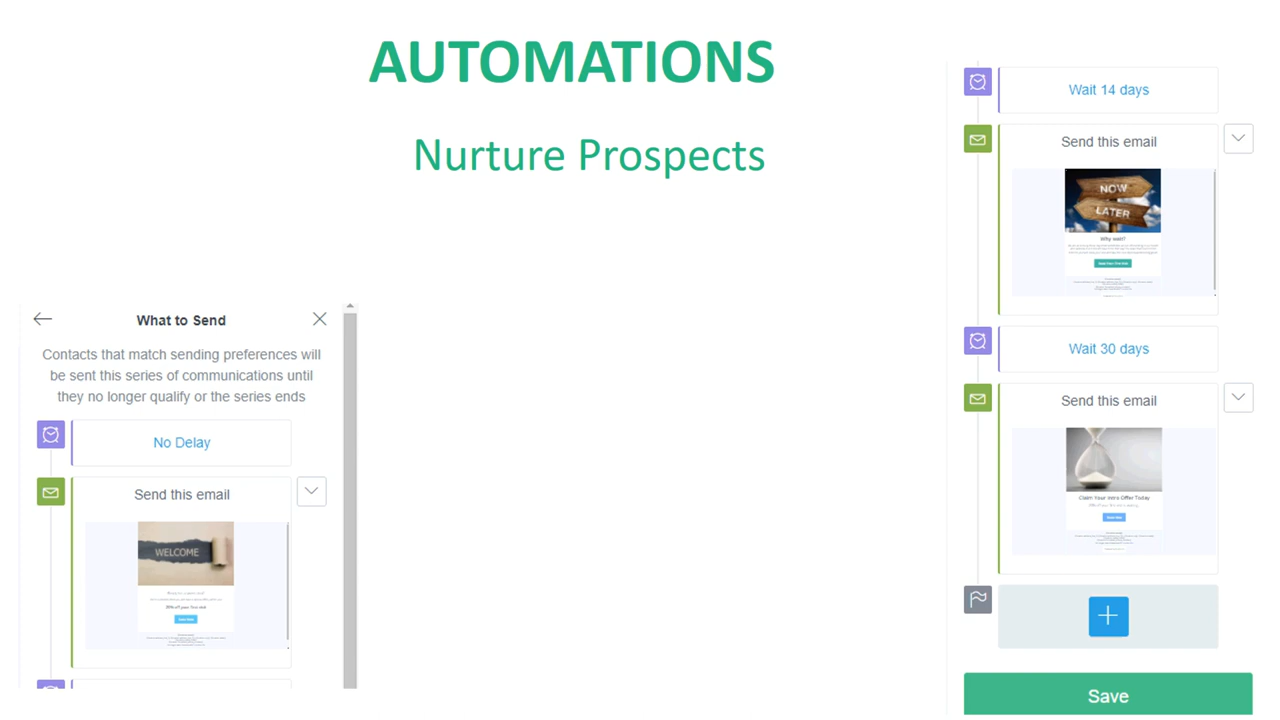 AUTOMATIONS
Nurture Prospects
What to Send
Contacts that match sending preferences will
be sent this series of communications until
they no longer qualify or the series ends
No Delay
Send this email
WELCOME
Wait 14 days
Send this email
NOW
LATER
Why wait?
Wait 30 days
Send this email
Claim Your Intro Offer Today
Save